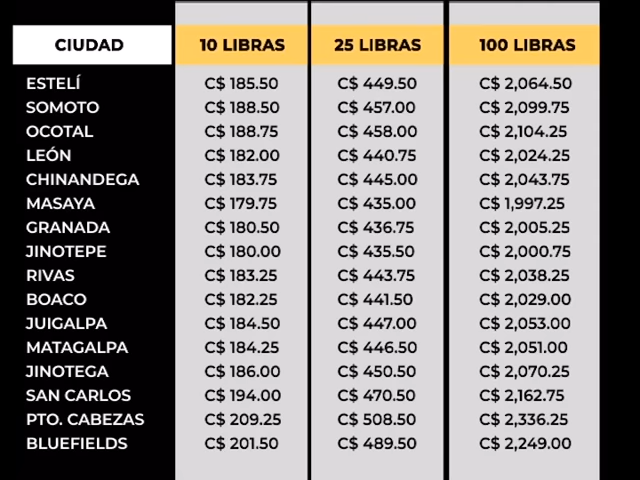 CIUDAD 10 LIBRAS 25 LIBRAS 100 LIBRAS
ESTELÍ C$ 185.50 C$ 449.50 C$ 2,064.50
SOMOTO C$ 188.50 C$ 457.00 C$ 2,099.75
OCOTAL C$ 188.75 C$ 458.00 C$ 2,104.25
LEÓN C$ 182.00 C$ 440.75 C$ 2,024.25
CHINANDEGA C$ 183.75 C$ 445.00 C$ 2,043.75
MASAYA C$ 179.75 C$ 435.00 C$ 1,997.25
GRANADA C$ 180.50 C$ 436.75 C$ 2,005.25
JINOTEPE C$ 180.00 C$ 435.50 C$ 2,000.75
RIVAS C$ 183.25 C$ 443.75 C$ 2,038.25
BOACO C$ 182.25 C$ 441.50 C$ 2,029.00
JUIGALPA C$ 184.50 C$ 447.00 C$ 2,053.00
MATAGALPA C$ 184.25 C$ 446.50 C$ 2,051.00
JINOTEGA C$ 186.00 C$ 450.50 C$ 2,070.25
SAN CARLOS C$ 194.00 C$ 470.50 C$ 2,162.75
PTO. CABEZAS C$ 209.25 C$ 508.50 C$ 2,336.25
BLUEFIELDS C$ 201.50 C$ 489.50 C$ 2,249.00